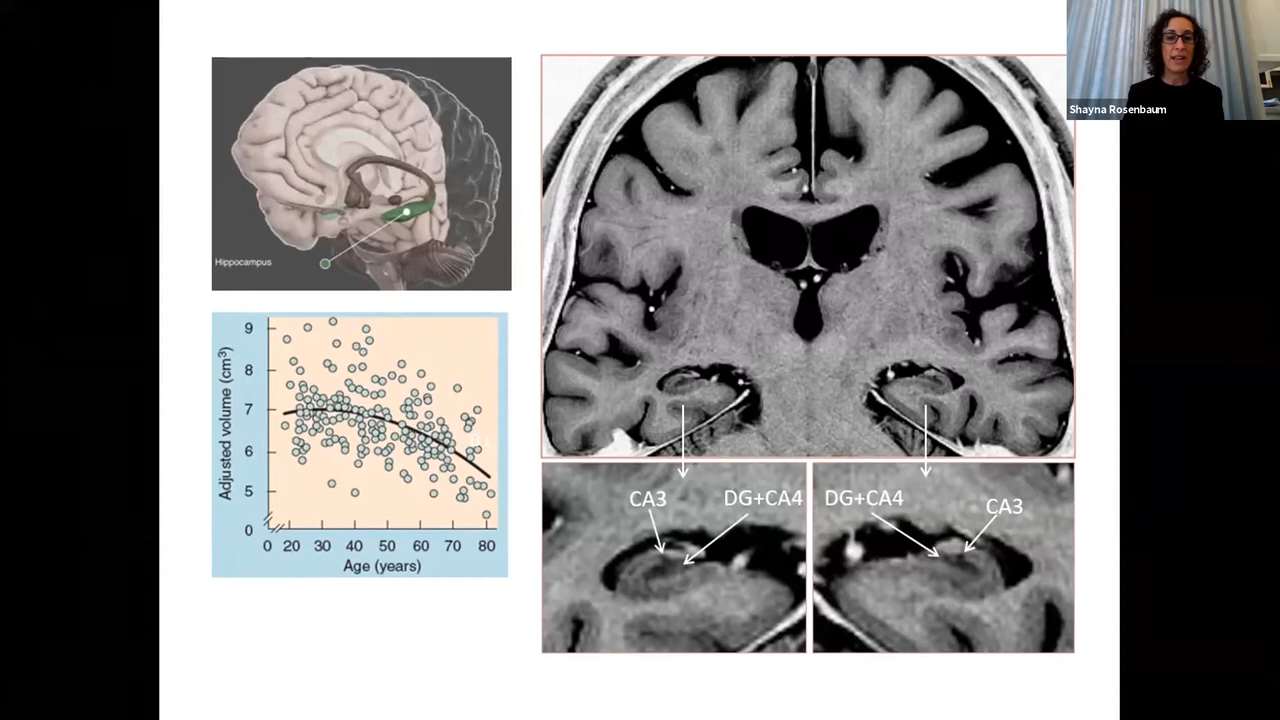 Shayna Rosenbaum
Hippocampus
Adjusted volume (cm³)
9
8
7
6
5
0
0 20 30 40 50 60 70 80
Age (years)
CA3
DG+CA4
DG+CA4
CA3